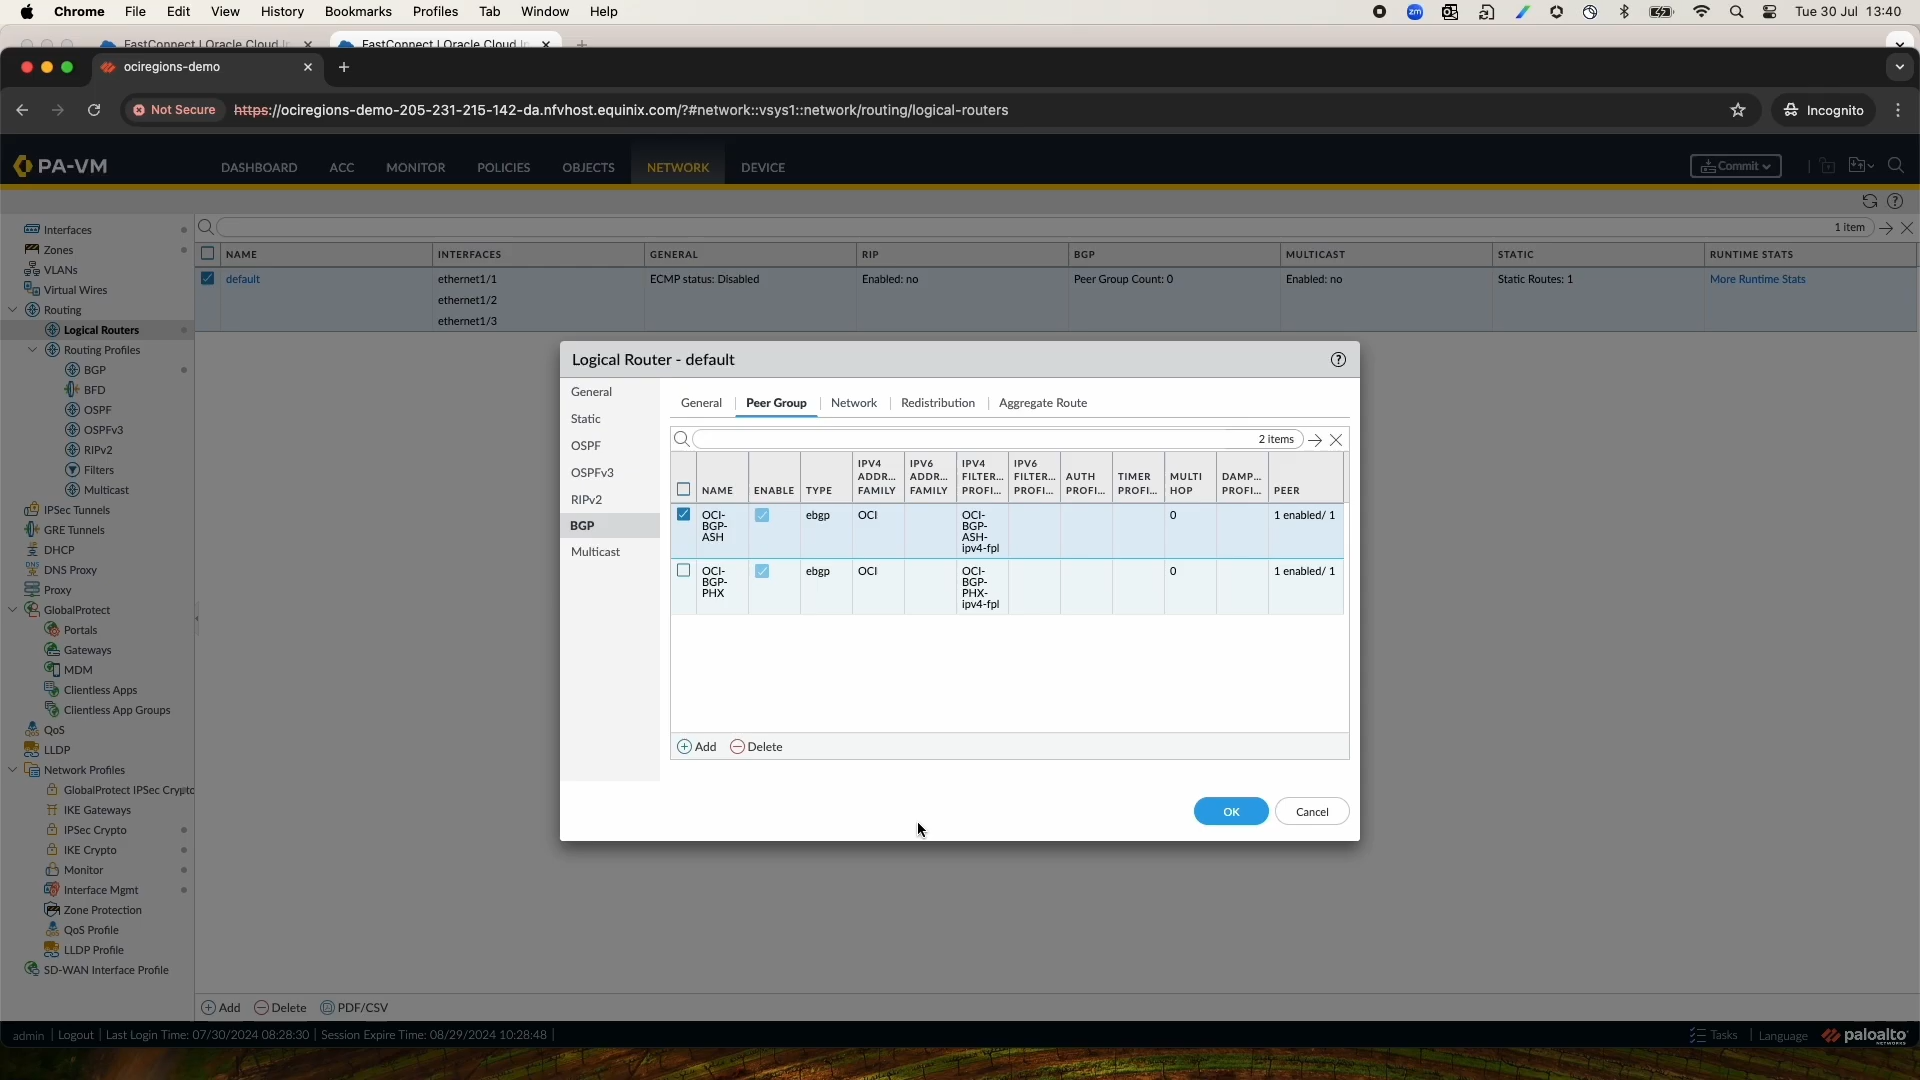 Chrome File Edit View History Bookmarks Profiles Tab Window Help
zm
Tue 30 Jul 13:40
FastConnect | Oracle Cloud In
FastConnect | Oracle Cloud In
ociregions-demo
Not Secure
https://ociregions-demo-205-231-215-142-da.nfvhost.equinix.com/?#network::vsys1::network/routing/logical-routers
Incognito
PA-VM
DASHBOARD ACC MONITOR POLICIES OBJECTS NETWORK DEVICE
Commit
1 item
Interfaces
Zones
VLANs
Virtual Wires
Routing
Logical Routers
Routing Profiles
BGP
BFD
OSPF
OSPFv3
RIPv2
Filters
Multicast
IPSec Tunnels
GRE Tunnels
DHCP
DNS Proxy
Proxy
GlobalProtect
Portals
Gateways
MDM
Clientless Apps
Clientless App Groups
QoS
LLDP
Network Profiles
GlobalProtect IPSec Crypto
IKE Gateways
IPSec Crypto
IKE Crypto
Monitor
Interface Mgmt
Zone Protection
QoS Profile
LLDP Profile
SD-WAN Interface Profile
NAME INTERFACES GENERAL RIP BGP MULTICAST STATIC RUNTIME STATS
default ethernet1/1 ECMP status: Disabled Enabled: no Peer Group Count: 0 Enabled: no Static Routes: 1 More Runtime Stats
ethernet1/2
ethernet1/3
Logical Router - default
General
Static
OSPF
OSPFv3
RIPv2
BGP
Multicast
General Peer Group Network Redistribution Aggregate Route
2 items
IPV4 IPV6 IPV4 IPV6
ADDR... ADDR... FILTER... FILTER... AUTH TIMER MULTI DAMP...
NAME ENABLE TYPE FAMILY FAMILY PROFI... PROFI... PROFI... PROFI... HOP PROFI... PEER
OCI- ebgp OCI OCI- 0 1 enabled/ 1
BGP- BGP-
ASH ASH-
ipv4-fpl
OCI- ebgp OCI OCI- 0 1 enabled/ 1
BGP- BGP-
PHX PHX-
ipv4-fpl
Add Delete
OK Cancel
Add Delete PDF/CSV
admin | Logout | Last Login Time: 07/30/2024 08:28:30 | Session Expire Time: 08/29/2024 10:28:48 |
Tasks | Language paloalto
NETWORKS